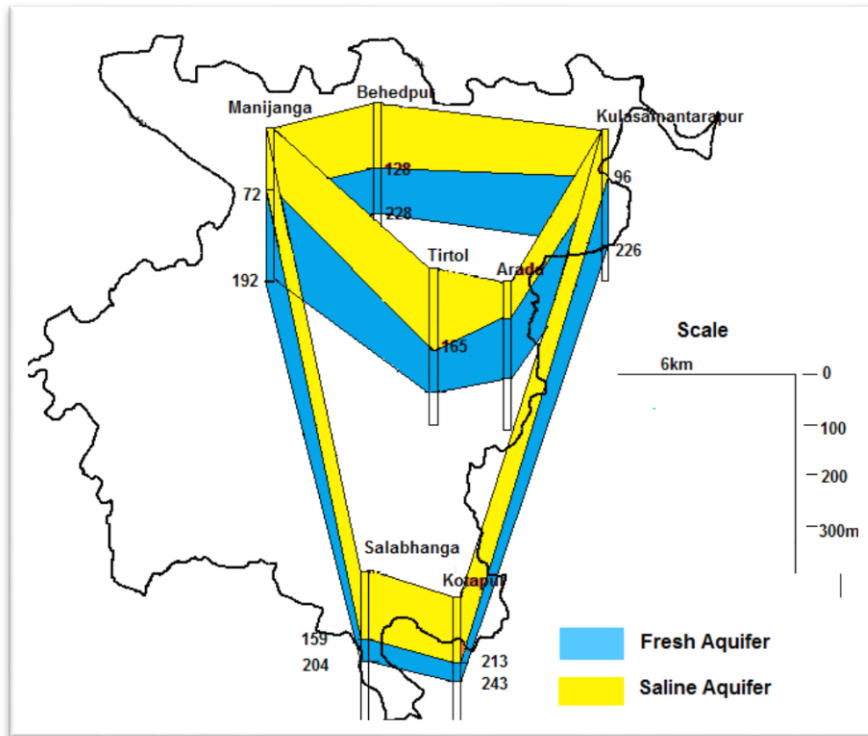 Behedpur
Manijanga
Kulasamantarapur
128
96
72
228
226
Tirtol
Arada
192
165
Scale
6km
0
100
200
300m
Salabhanga
Kotapur
159
204
213
243
Fresh Aquifer
Saline Aquifer